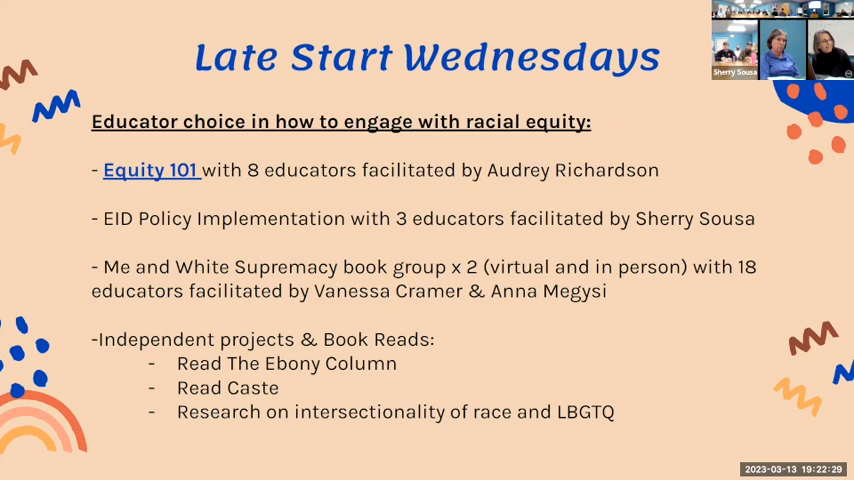 Late Start Wednesdays
Sherry Sousa
Educator choice in how to engage with racial equity:
- Equity 101 with 8 educators facilitated by Audrey Richardson
- EID Policy Implementation with 3 educators facilitated by Sherry Sousa
- Me and White Supremacy book group x 2 (virtual and in person) with 18
educators facilitated by Vanessa Cramer & Anna Megysi
-Independent projects & Book Reads:
- Read The Ebony Column
- Read Caste
- Research on intersectionality of race and LBGTQ
2023-03-13 19:22:29